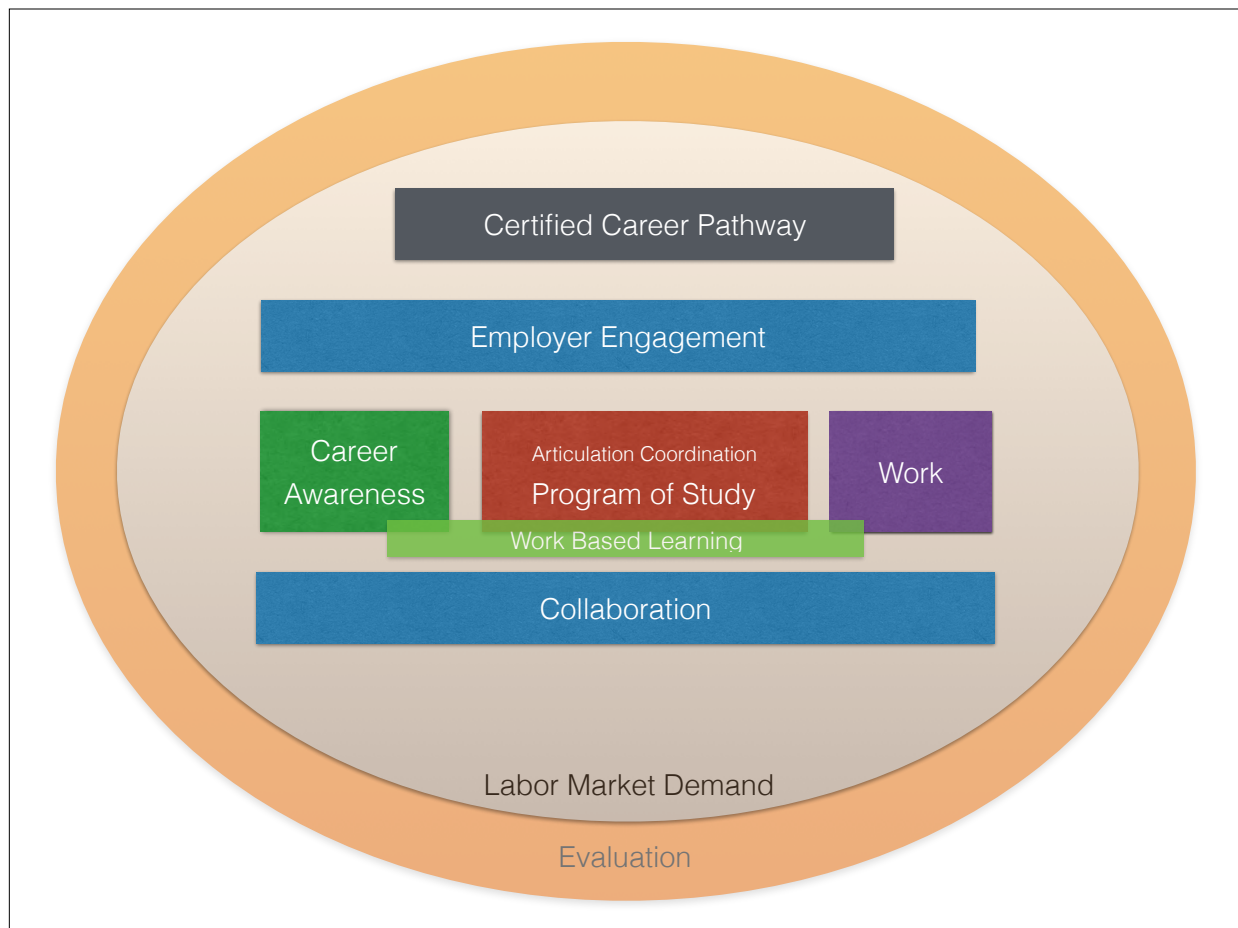 Certified Career Pathway
Employer Engagement
Career
Awareness
Articulation Coordination
Program of Study
Work
Work Based Learning
Collaboration
Labor Market Demand
Evaluation